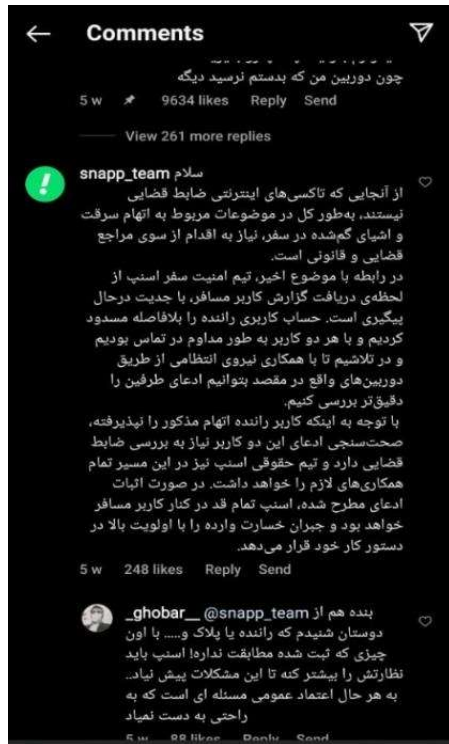 Comments
چون دوربین من که بدستم نرسید دیگه
5 w 9634 likes Reply Send
View 261 more replies
snapp_team سلام
از آنجایی که تاکسی‌های اینترنتی ضابط قضایی
نیستند، به‌طور کل در موضوعات مربوط به اتهام سرقت
و اشیای گم‌شده در سفر، نیاز به اقدام از سوی مراجع
قضایی و قانونی است.
در رابطه با موضوع اخیر، تیم امنیت سفر اسنپ از
لحظه‌ی دریافت گزارش کاربر مسافر، با جدیت درحال
پیگیری است. حساب کاربری راننده را بلافاصله مسدود
کردیم و با هر دو کاربر به طور مداوم در تماس بودیم
و در تلاشیم تا با همکاری نیروی انتظامی از طریق
دوربین‌های واقع در مقصد بتوانیم ادعای طرفین را
دقیق‌تر بررسی کنیم.
با توجه به اینکه کاربر راننده اتهام مذکور را نپذیرفته،
صحت‌سنجی ادعای این دو کاربر نیاز به بررسی ضابط
قضایی دارد و تیم حقوقی اسنپ نیز در این مسیر تمام
همکاری‌های لازم را خواهد داشت. در صورت اثبات
ادعای مطرح شده، اسنپ تمام قد در کنار کاربر مسافر
خواهد بود و جبران خسارت وارده را با اولویت بالا در
دستور کار خود قرار می‌دهد.
5 w 248 likes Reply Send
_ghobar__ @snapp_team بنده هم از
دوستان شنیدم که راننده یا پلاک و..... با اون
چیزی که ثبت شده مطابقت نداره! اسنپ باید
نظارتش را بیشتر کنه تا این مشکلات پیش نیاد..
به هر حال اعتماد عمومی مسئله ای است که به
راحتی به دست نمیاد
5 w 88 likes Reply Send